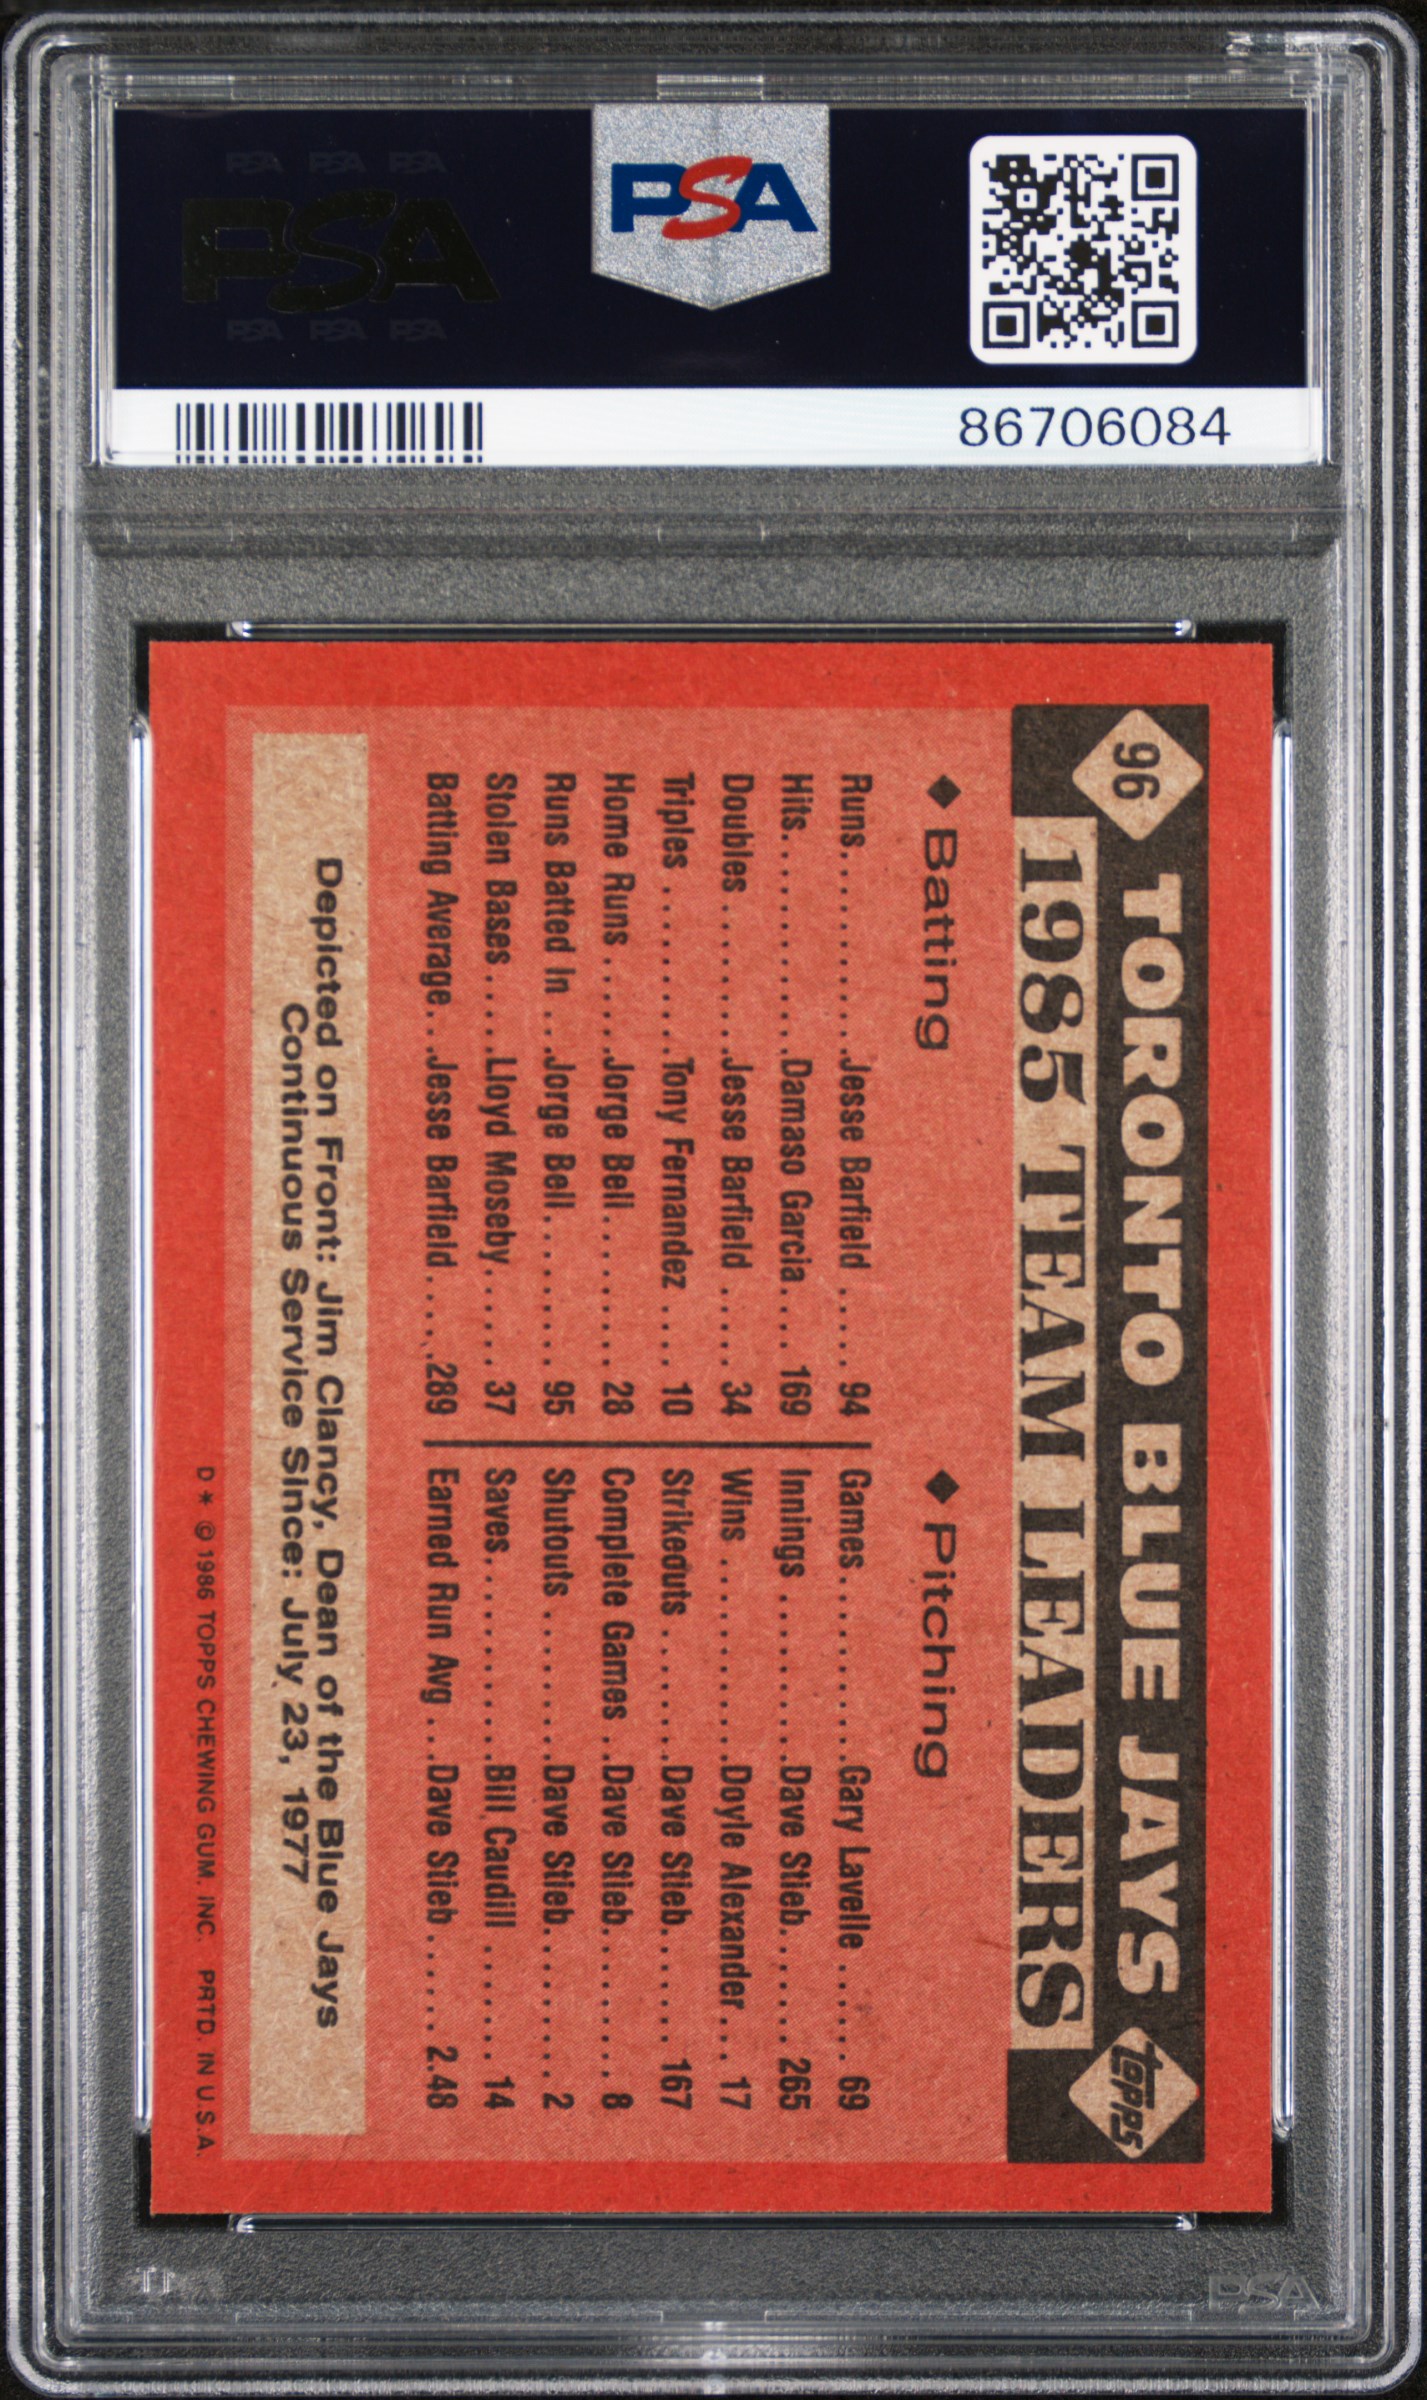 PSA PSA PSA
PSA
PSA PSA PSA
PSA
86706084
96 TORONTO BLUE JAYS topps
1985 TEAM LEADERS
◆ Batting
Runs...........Jesse Barfield ..... 94
Hits............Damaso Garcia... 169
Doubles ........Jesse Barfield ..... 34
Triples .........Tony Fernandez .... 10
Home Runs .....Jorge Bell......... 28
Runs Batted In ..Jorge Bell......... 95
Stolen Bases.....Lloyd Moseby...... 37
Batting Average..Jesse Barfield.... .289
◆ Pitching
Games..........Gary Lavelle ..... 69
Innings .........Dave Stieb...... 265
Wins ..........Doyle Alexander.. 17
Strikeouts .......Dave Stieb...... 167
Complete Games ..Dave Stieb........ 8
Shutouts ........Dave Stieb........ 2
Saves...........Bill Caudill ...... 14
Earned Run Avg ...Dave Stieb...... 2.48
Depicted on Front: Jim Clancy, Dean of the Blue Jays
Continuous Service Since: July 23, 1977
D * © 1986 TOPPS CHEWING GUM, INC. PRTD. IN U.S.A.
PSA